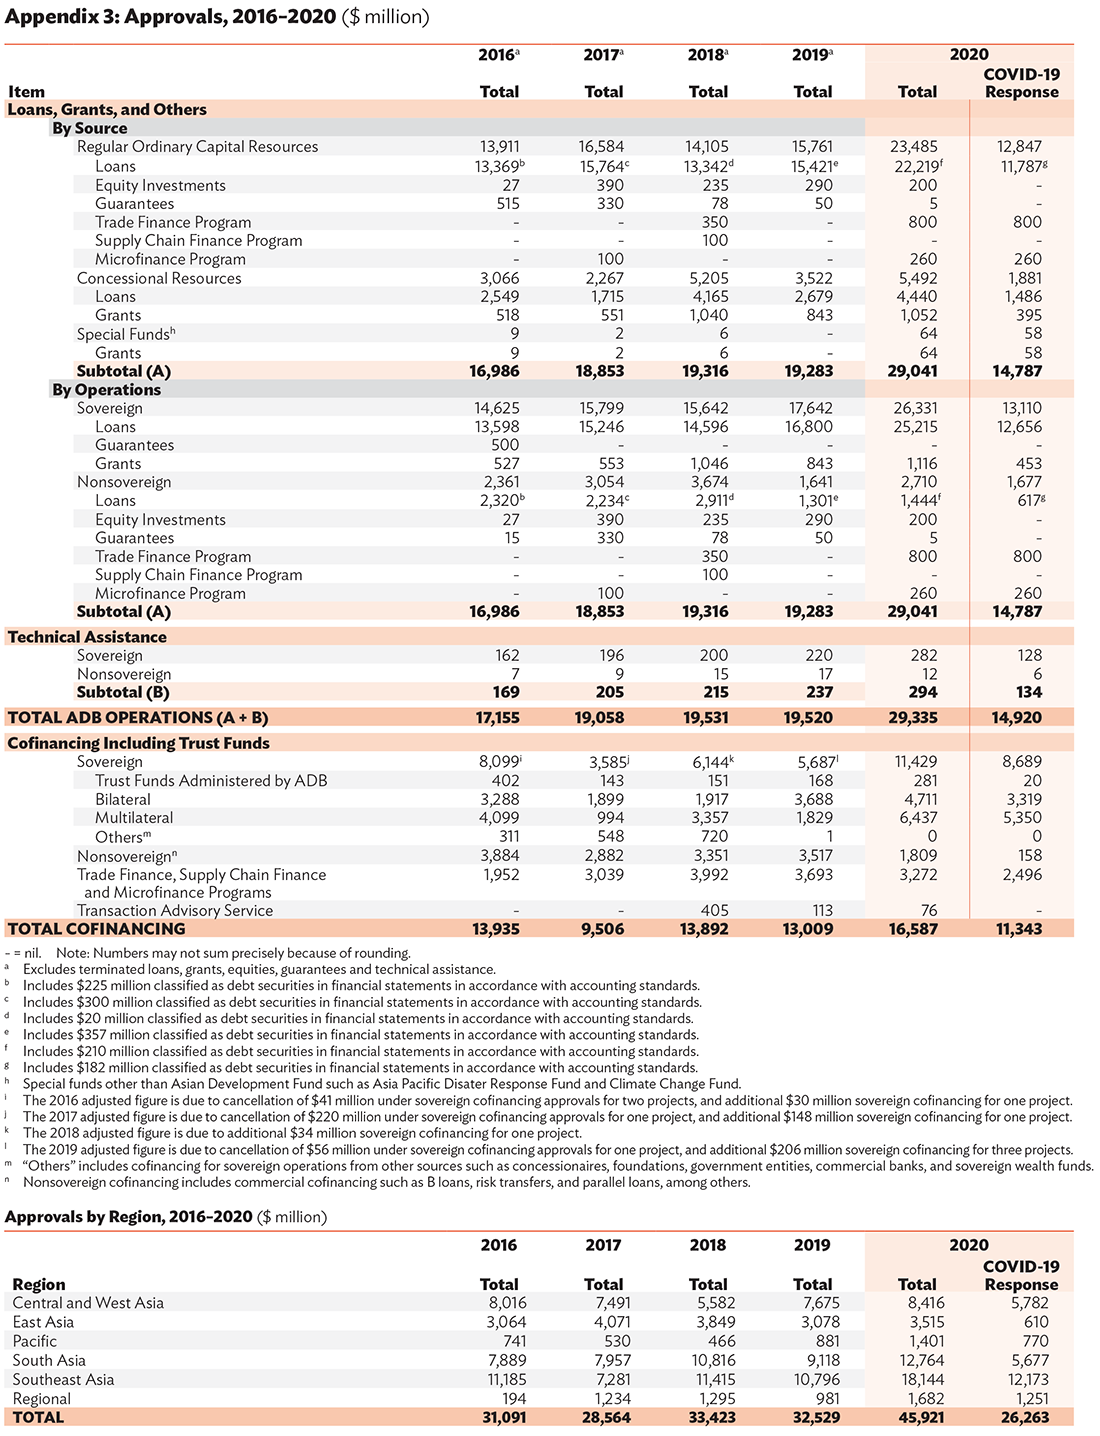 Appendix 3: Approvals, 2016–2020 ($ million)
2016ᵃ 2017ᵃ 2018ᵃ 2019ᵃ 2020
COVID-19
Item Total Total Total Total Total Response
Loans, Grants, and Others
By Source
Regular Ordinary Capital Resources 13,911 16,584 14,105 15,761 23,485 12,847
Loans 13,369ᵇ 15,764ᶜ 13,342ᵈ 15,421ᵉ 22,219ᶠ 11,787ᵍ
Equity Investments 27 390 235 290 200 -
Guarantees 515 330 78 50 5 -
Trade Finance Program - - 350 - 800 800
Supply Chain Finance Program - - 100 - - -
Microfinance Program - 100 - - 260 260
Concessional Resources 3,066 2,267 5,205 3,522 5,492 1,881
Loans 2,549 1,715 4,165 2,679 4,440 1,486
Grants 518 551 1,040 843 1,052 395
Special Fundsʰ 9 2 6 - 64 58
Grants 9 2 6 - 64 58
Subtotal (A) 16,986 18,853 19,316 19,283 29,041 14,787
By Operations
Sovereign 14,625 15,799 15,642 17,642 26,331 13,110
Loans 13,598 15,246 14,596 16,800 25,215 12,656
Guarantees 500 - - - - -
Grants 527 553 1,046 843 1,116 453
Nonsovereign 2,361 3,054 3,674 1,641 2,710 1,677
Loans 2,320ᵇ 2,234ᶜ 2,911ᵈ 1,301ᵉ 1,444ᶠ 617ᵍ
Equity Investments 27 390 235 290 200 -
Guarantees 15 330 78 50 5 -
Trade Finance Program - - 350 - 800 800
Supply Chain Finance Program - - 100 - - -
Microfinance Program - 100 - - 260 260
Subtotal (A) 16,986 18,853 19,316 19,283 29,041 14,787
Technical Assistance
Sovereign 162 196 200 220 282 128
Nonsovereign 7 9 15 17 12 6
Subtotal (B) 169 205 215 237 294 134
TOTAL ADB OPERATIONS (A + B) 17,155 19,058 19,531 19,520 29,335 14,920
Cofinancing Including Trust Funds
Sovereign 8,099ⁱ 3,585ʲ 6,144ᵏ 5,687ˡ 11,429 8,689
Trust Funds Administered by ADB 402 143 151 168 281 20
Bilateral 3,288 1,899 1,917 3,688 4,711 3,319
Multilateral 4,099 994 3,357 1,829 6,437 5,350
Othersᵐ 311 548 720 1 0 0
Nonsovereignⁿ 3,884 2,882 3,351 3,517 1,809 158
Trade Finance, Supply Chain Finance 1,952 3,039 3,992 3,693 3,272 2,496
and Microfinance Programs
Transaction Advisory Service - - 405 113 76 -
TOTAL COFINANCING 13,935 9,506 13,892 13,009 16,587 11,343
– = nil. Note: Numbers may not sum precisely because of rounding.
ᵃ Excludes terminated loans, grants, equities, guarantees and technical assistance.
ᵇ Includes $225 million classified as debt securities in financial statements in accordance with accounting standards.
ᶜ Includes $300 million classified as debt securities in financial statements in accordance with accounting standards.
ᵈ Includes $20 million classified as debt securities in financial statements in accordance with accounting standards.
ᵉ Includes $357 million classified as debt securities in financial statements in accordance with accounting standards.
ᶠ Includes $210 million classified as debt securities in financial statements in accordance with accounting standards.
ᵍ Includes $182 million classified as debt securities in financial statements in accordance with accounting standards.
ʰ Special funds other than Asian Development Fund such as Asia Pacific Disater Response Fund and Climate Change Fund.
ⁱ The 2016 adjusted figure is due to cancellation of $41 million under sovereign cofinancing approvals for two projects, and additional $30 million sovereign cofinancing for one project.
ʲ The 2017 adjusted figure is due to cancellation of $220 million under sovereign cofinancing approvals for one project, and additional $148 million sovereign cofinancing for one project.
ᵏ The 2018 adjusted figure is due to additional $34 million sovereign cofinancing for one project.
ˡ The 2019 adjusted figure is due to cancellation of $56 million under sovereign cofinancing approvals for one project, and additional $206 million sovereign cofinancing for three projects.
ᵐ “Others” includes cofinancing for sovereign operations from other sources such as concessionaires, foundations, government entities, commercial banks, and sovereign wealth funds.
ⁿ Nonsovereign cofinancing includes commercial cofinancing such as B loans, risk transfers, and parallel loans, among others.
Approvals by Region, 2016–2020 ($ million)
2016 2017 2018 2019 2020
COVID-19
Region Total Total Total Total Total Response
Central and West Asia 8,016 7,491 5,582 7,675 8,416 5,782
East Asia 3,064 4,071 3,849 3,078 3,515 610
Pacific 741 530 466 881 1,401 770
South Asia 7,889 7,957 10,816 9,118 12,764 5,677
Southeast Asia 11,185 7,281 11,415 10,796 18,144 12,173
Regional 194 1,234 1,295 981 1,682 1,251
TOTAL 31,091 28,564 33,423 32,529 45,921 26,263